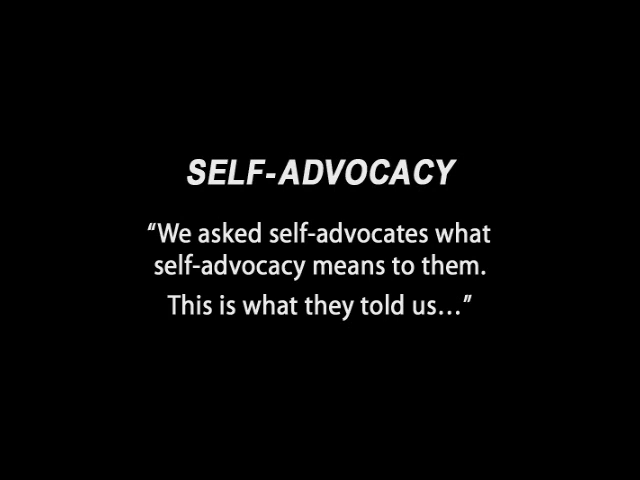 SELF-ADVOCACY
“We asked self-advocates what
self-advocacy means to them.
This is what they told us…”